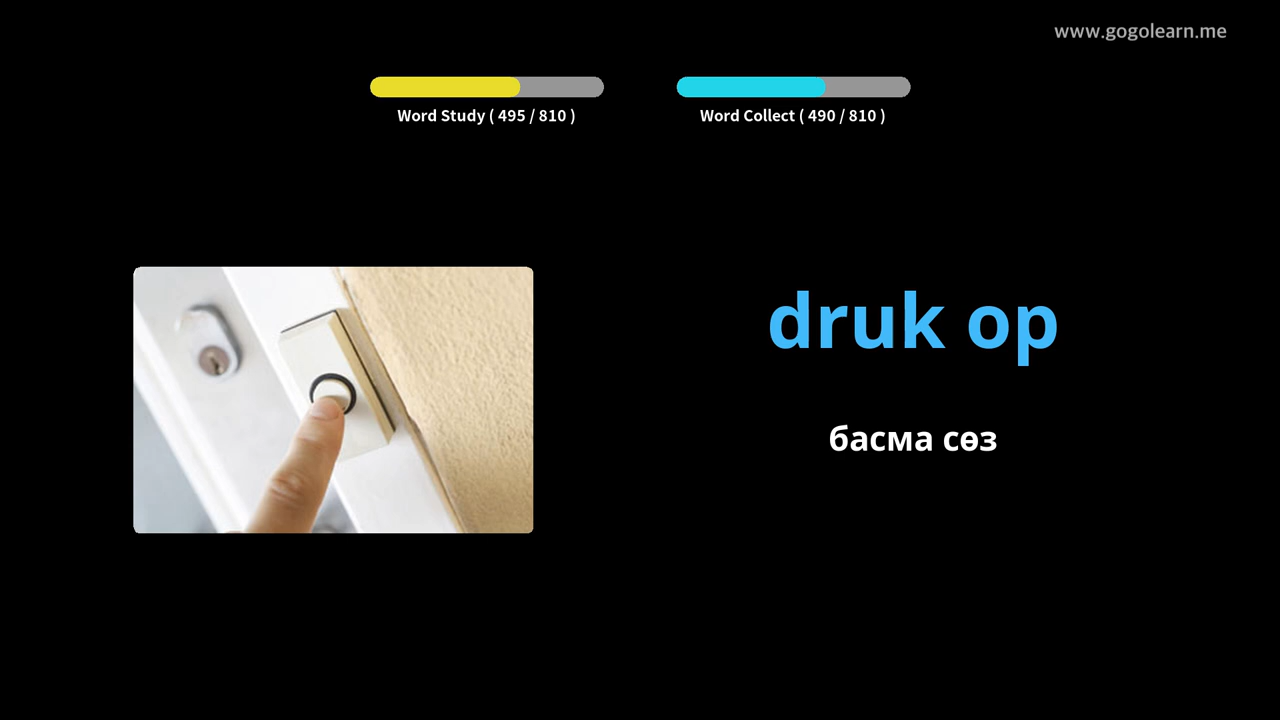 www.gogolearn.me
Word Study ( 495 / 810 )
Word Collect ( 490 / 810 )
druk op
басма сөз